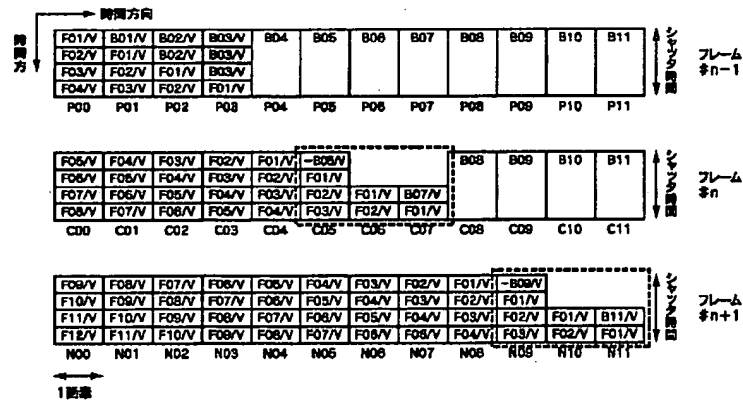 時間方向
時間方
F01/V B01/V B02/V B03/V B04 B05 B06 B07 B08 B09 B10 B11
F02/V F01/V B02/V B03/V
F03/V F02/V F01/V B03/V
F04/V F03/V F02/V F01/V
P00 P01 P02 P03 P04 P05 P06 P07 P08 P09 P10 P11
シャッタ時間
フレーム
#n-1
F05/V F04/V F03/V F02/V F01/V -B05/V B08 B09 B10 B11
F06/V F05/V F04/V F03/V F02/V F01/V
F07/V F06/V F05/V F04/V F03/V F02/V F01/V B07/V
F08/V F07/V F06/V F05/V F04/V F03/V F02/V F01/V
C00 C01 C02 C03 C04 C05 C06 C07 C08 C09 C10 C11
シャッタ時間
フレーム
#n
F09/V F08/V F07/V F06/V F05/V F04/V F03/V F02/V F01/V -B09/V
F10/V F09/V F08/V F07/V F06/V F05/V F04/V F03/V F02/V F01/V
F11/V F10/V F09/V F08/V F07/V F06/V F05/V F04/V F03/V F02/V F01/V B11/V
F12/V F11/V F10/V F09/V F08/V F07/V F06/V F05/V F04/V F03/V F02/V F01/V
N00 N01 N02 N03 N04 N05 N06 N07 N08 N09 N10 N11
シャッタ時間
フレーム
#n+1
1画素